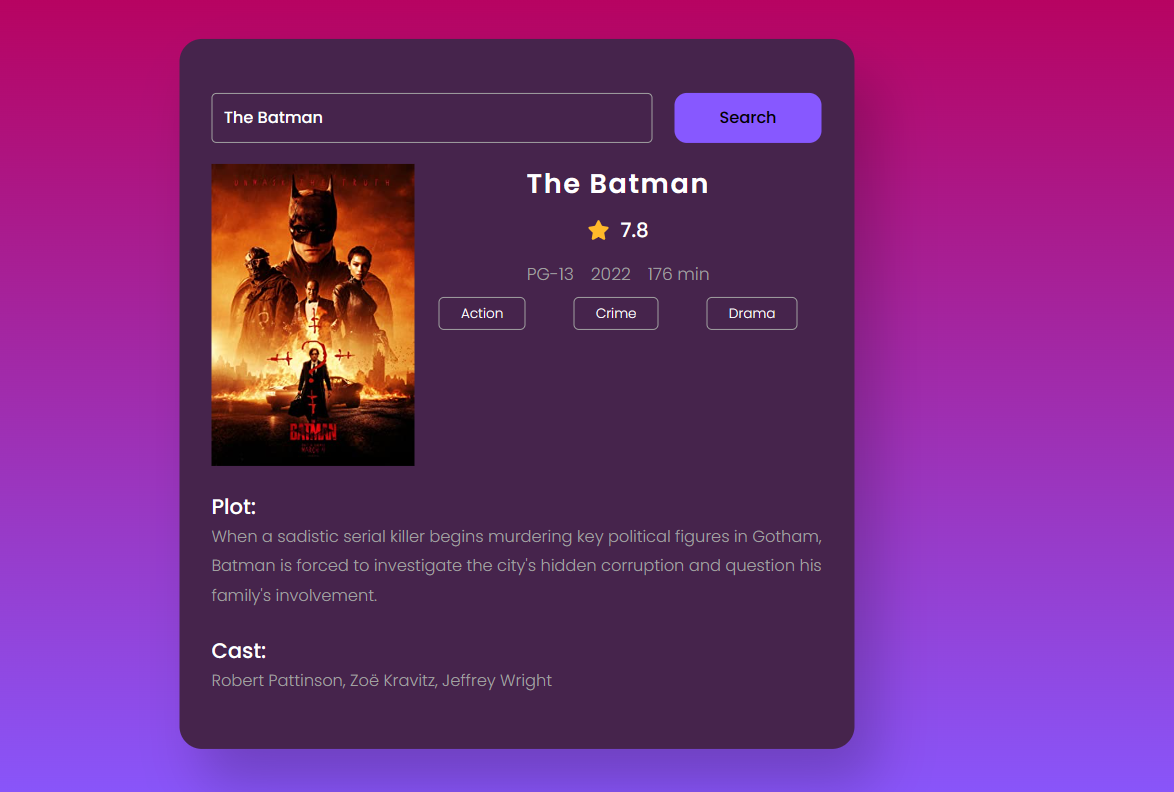 The Batman
Search
UNMASK THE TRUTH
THE
BATMAN
The Batman
7.8
PG-13 2022 176 min
Action Crime Drama
Plot:
When a sadistic serial killer begins murdering key political figures in Gotham,
Batman is forced to investigate the city's hidden corruption and question his
family's involvement.
Cast:
Robert Pattinson, Zoë Kravitz, Jeffrey Wright